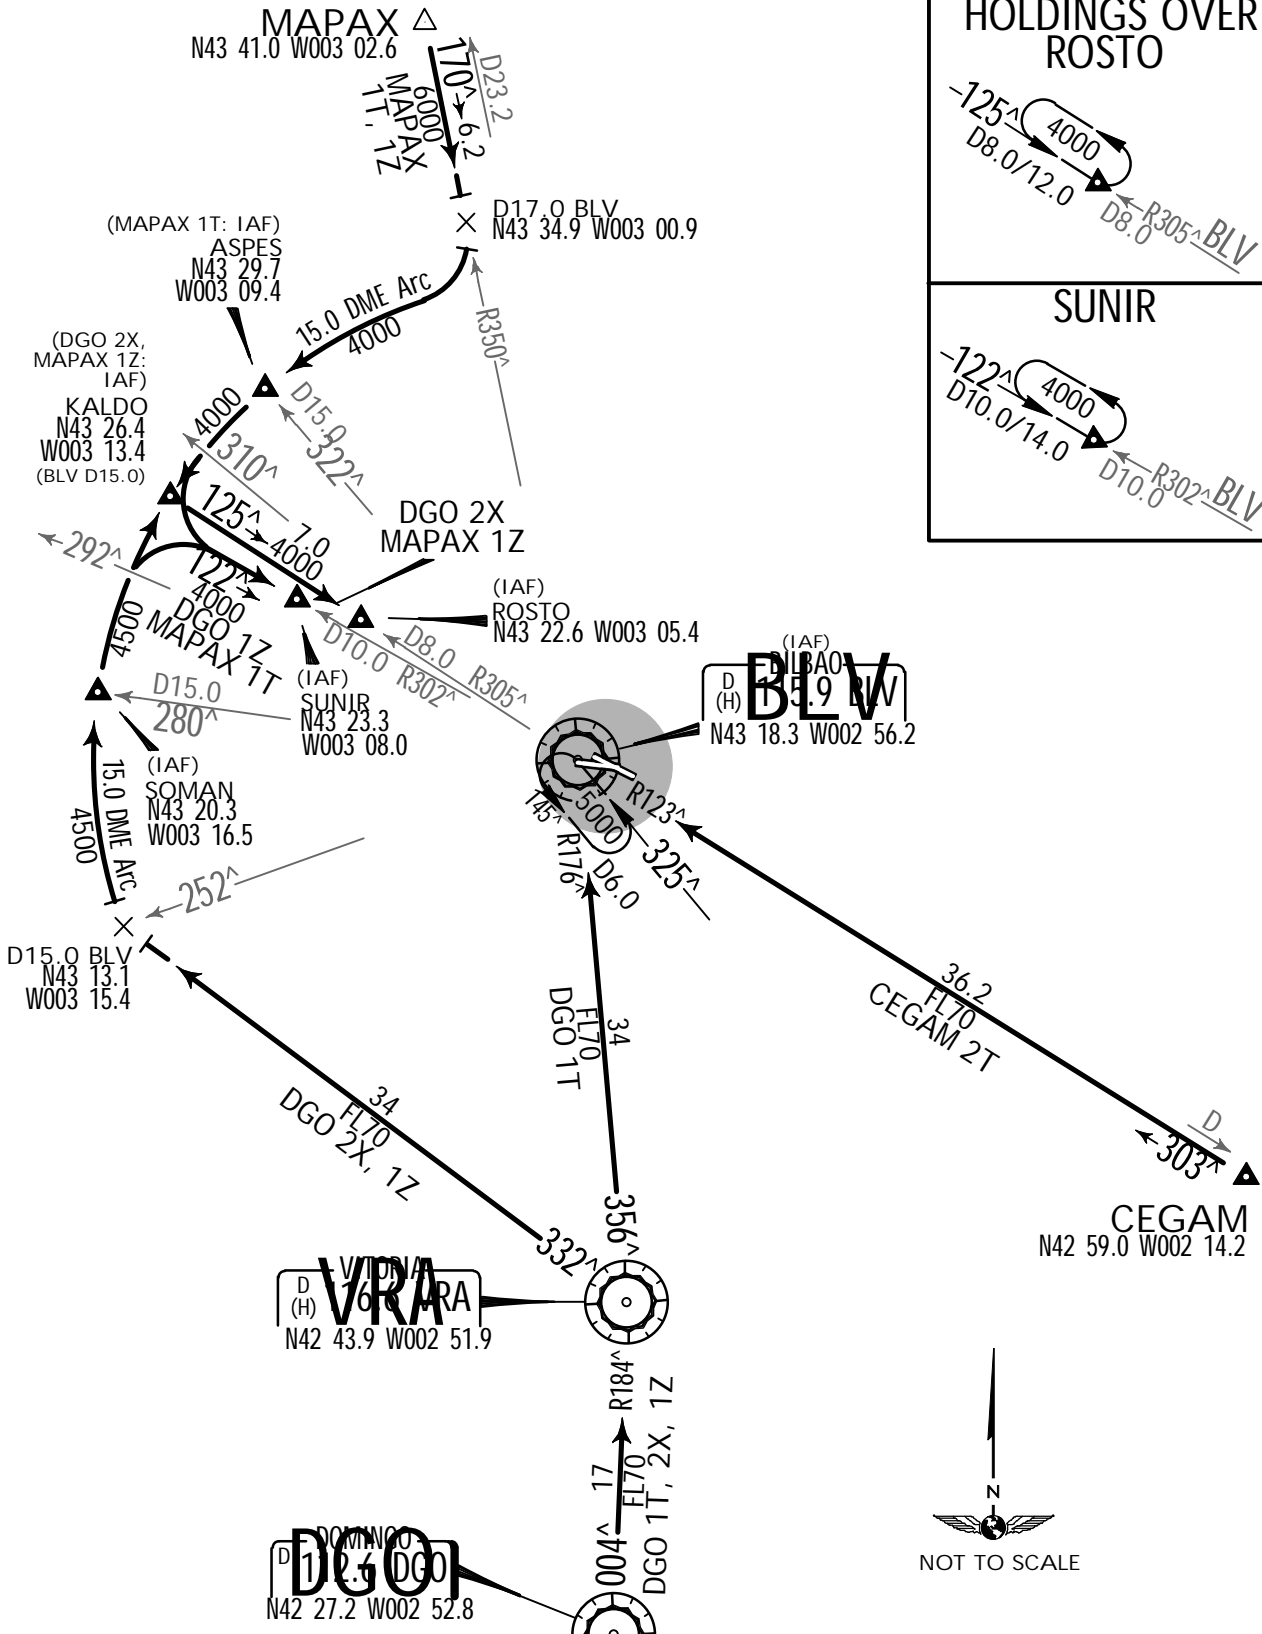 MAPAX
N43 41.0 W003 02.6
170^
6.2
6000
MAPAX
1T, 1Z
D23.2
HOLDINGS OVER
ROSTO
125^
4000
D8.0/12.0
R305^ BLV
D8.0
SUNIR
122^
4000
D10.0/14.0
R302^ BLV
D10.0
D17.0 BLV
N43 34.9 W003 00.9
(MAPAX 1T: IAF)
ASPES
N43 29.7
W003 09.4
15.0 DME Arc
4000
R350^
(DGO 2X,
MAPAX 1Z:
IAF)
KALDO
N43 26.4
W003 13.4
(BLV D15.0)
4000
310^
D15.0
322^
125^
7.0
4000
DGO 2X
MAPAX 1Z
292^
122^
4000
DGO 1Z
MAPAX 1T
4500
(IAF)
ROSTO
N43 22.6 W003 05.4
D8.0 R305^
D10.0 R302^
(IAF)
SUNIR
N43 23.3
W003 08.0
D15.0
280^
(IAF)
SOMAN
N43 20.3
W003 16.5
15.0 DME Arc
4500
252^
D15.0 BLV
N43 13.1
W003 15.4
(IAF)
BILBAO
D
(H)
115.9 BLV
BLV
N43 18.3 W002 56.2
145^
5000
R123^
R176^
D6.0
325^
36.2
FL70
CEGAM 2T
D
303^
CEGAM
N42 59.0 W002 14.2
34
FL70
DGO 1T
356^
34
FL70
DGO 2X, 1Z
332^
VITORIA
D
(H)
116.6 VRA
VRA
N42 43.9 W002 51.9
R184^
17
FL70
DGO 1T, 2X, 1Z
004^
DOMINGO
D
112.6 DGO
DGO
N42 27.2 W002 52.8
N
NOT TO SCALE